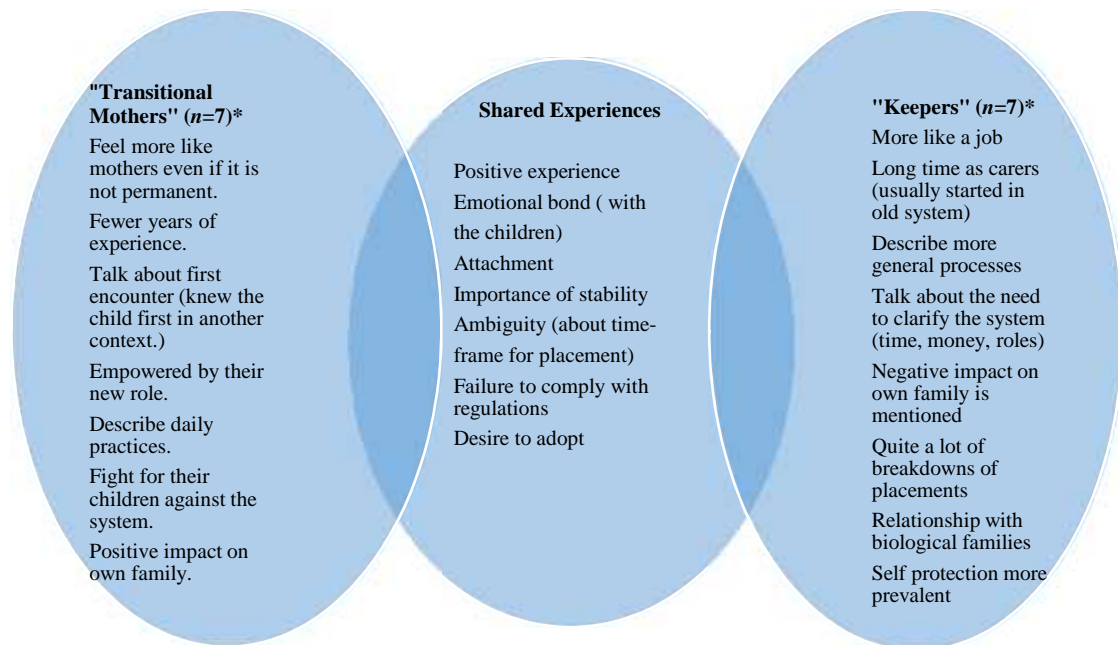 "Transitional
Mothers" (n=7)*
Feel more like
mothers even if it is
not permanent.
Fewer years of
experience.
Talk about first
encounter (knew the
child first in another
context.)
Empowered by their
new role.
Describe daily
practices.
Fight for their
children against the
system.
Positive impact on
own family.
Shared Experiences
Positive experience
Emotional bond ( with
the children)
Attachment
Importance of stability
Ambiguity (about time-
frame for placement)
Failure to comply with
regulations
Desire to adopt
"Keepers" (n=7)*
More like a job
Long time as carers
(usually started in
old system)
Describe more
general processes
Talk about the need
to clarify the system
(time, money, roles)
Negative impact on
own family is
mentioned
Quite a lot of
breakdowns of
placements
Relationship with
biological families
Self protection more
prevalent